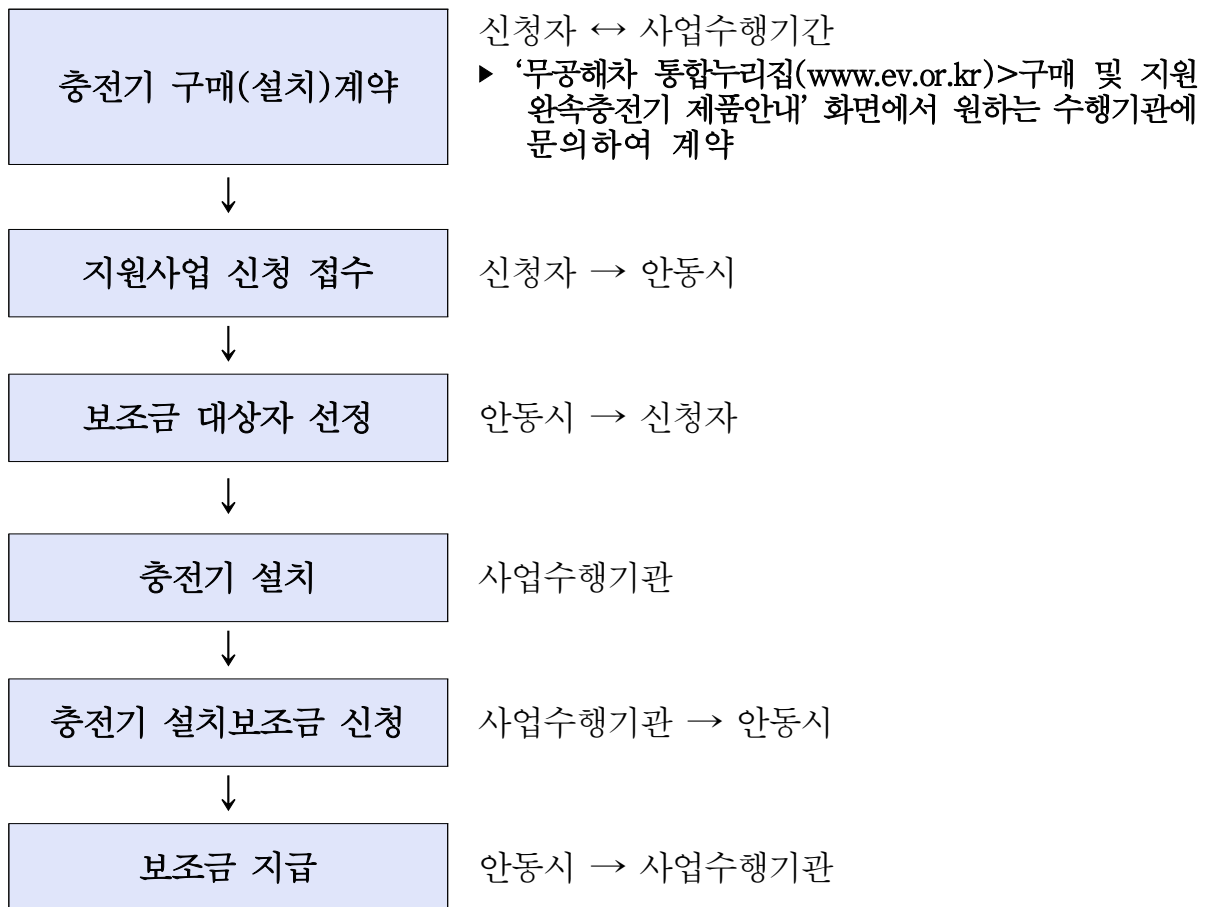 충전기 구매(설치)계약
신청자 ↔ 사업수행기간
▶ ‘무공해차 통합누리집(www.ev.or.kr)>구매 및 지원
완속충전기 제품안내’ 화면에서 원하는 수행기관에
문의하여 계약
↓
지원사업 신청 접수
신청자 → 안동시
↓
보조금 대상자 선정
안동시 → 신청자
↓
충전기 설치
사업수행기관
↓
충전기 설치보조금 신청
사업수행기관 → 안동시
↓
보조금 지급
안동시 → 사업수행기관